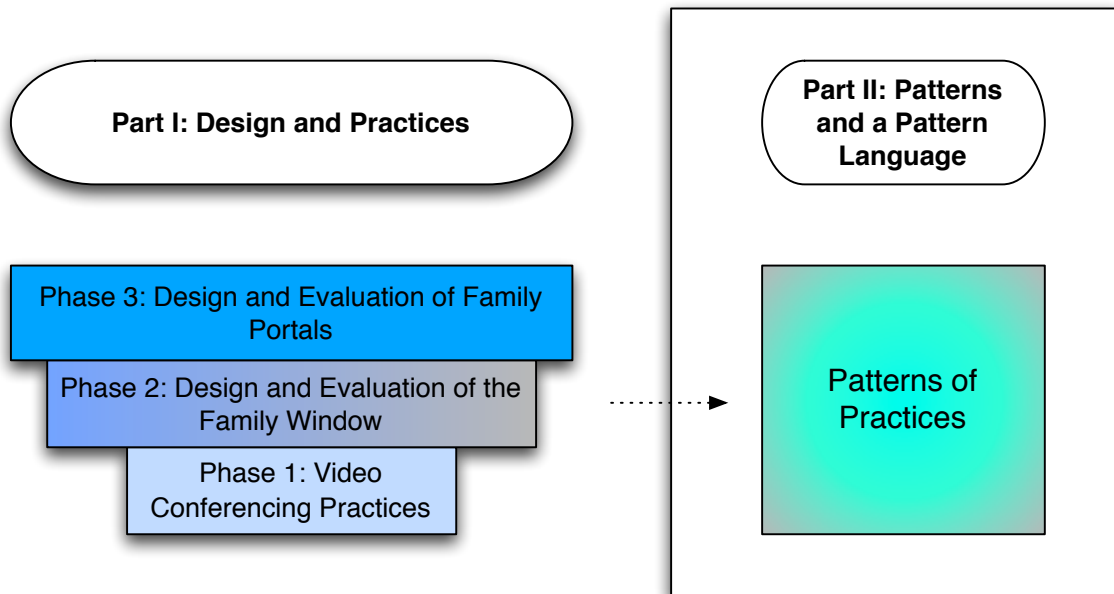 Part I: Design and Practices
Part II: Patterns
and a Pattern
Language
Phase 3: Design and Evaluation of Family
Portals
Phase 2: Design and Evaluation of the
Family Window
Phase 1: Video
Conferencing Practices
Patterns of
Practices